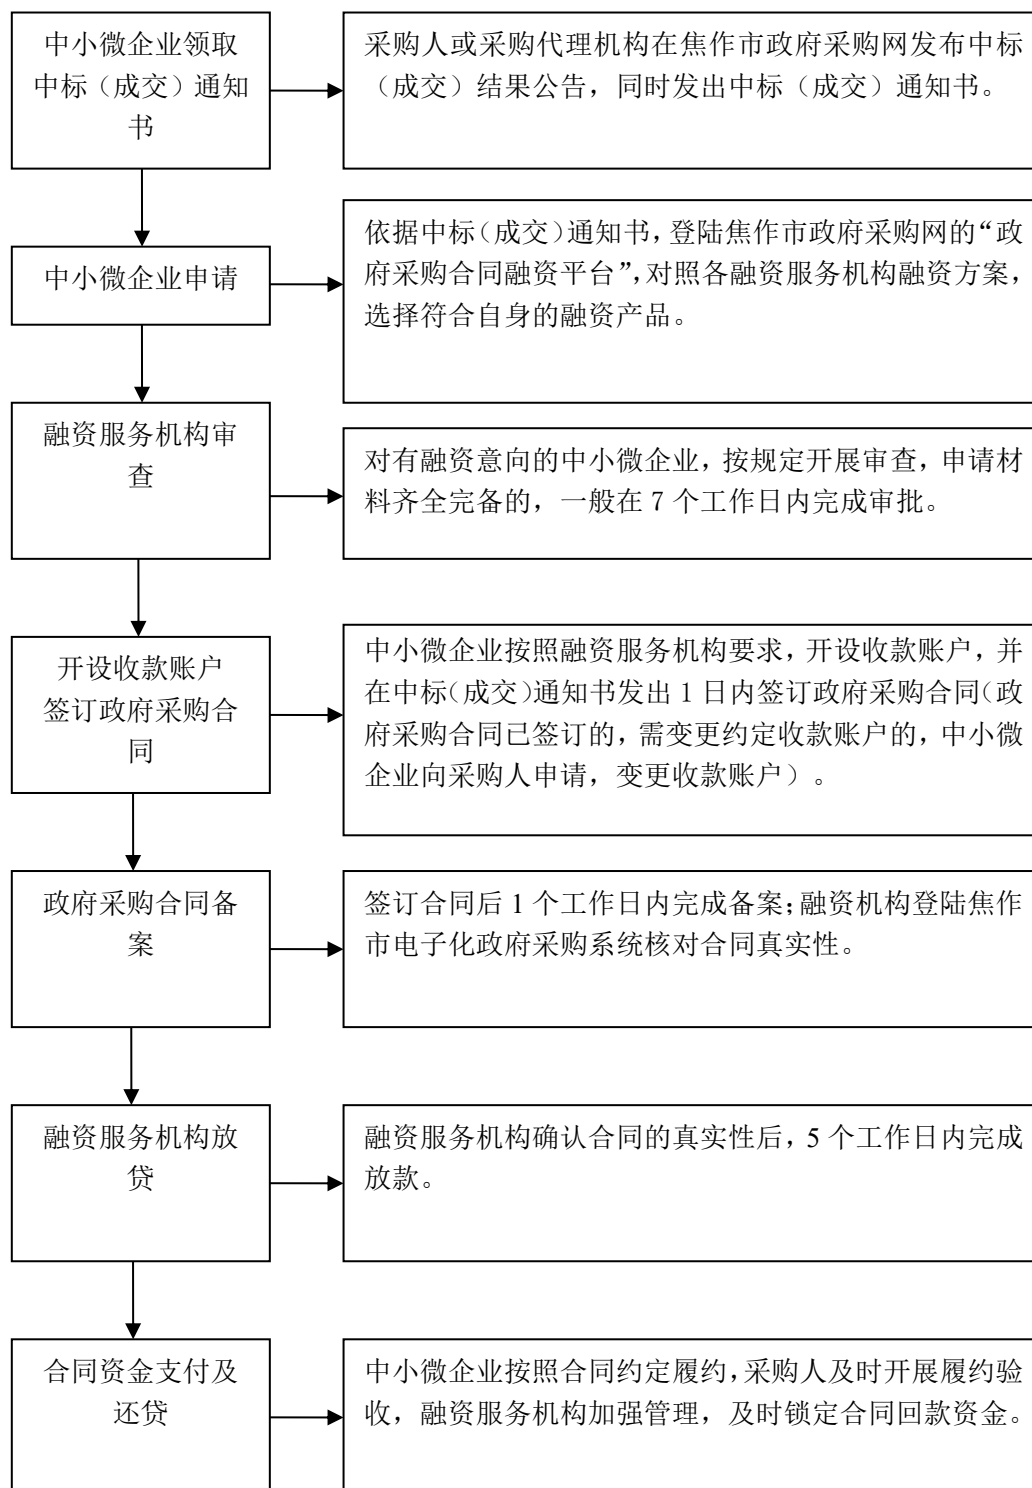 中小微企业领取
中标（成交）通知
书
采购人或采购代理机构在焦作市政府采购网发布中标
（成交）结果公告，同时发出中标（成交）通知书。
中小微企业申请
依据中标（成交）通知书，登陆焦作市政府采购网的“政
府采购合同融资平台”，对照各融资服务机构融资方案，
选择符合自身的融资产品。
融资服务机构审
查
对有融资意向的中小微企业，按规定开展审查，申请材
料齐全完备的，一般在 7 个工作日内完成审批。
开设收款账户
签订政府采购合
同
中小微企业按照融资服务机构要求，开设收款账户，并
在中标（成交）通知书发出 1 日内签订政府采购合同（政
府采购合同已签订的，需变更约定收款账户的，中小微
企业向采购人申请，变更收款账户）。
政府采购合同备
案
签订合同后 1 个工作日内完成备案；融资机构登陆焦作
市电子化政府采购系统核对合同真实性。
融资服务机构放
贷
融资服务机构确认合同的真实性后，5 个工作日内完成
放款。
合同资金支付及
还贷
中小微企业按照合同约定履约，采购人及时开展履约验
收，融资服务机构加强管理，及时锁定合同回款资金。